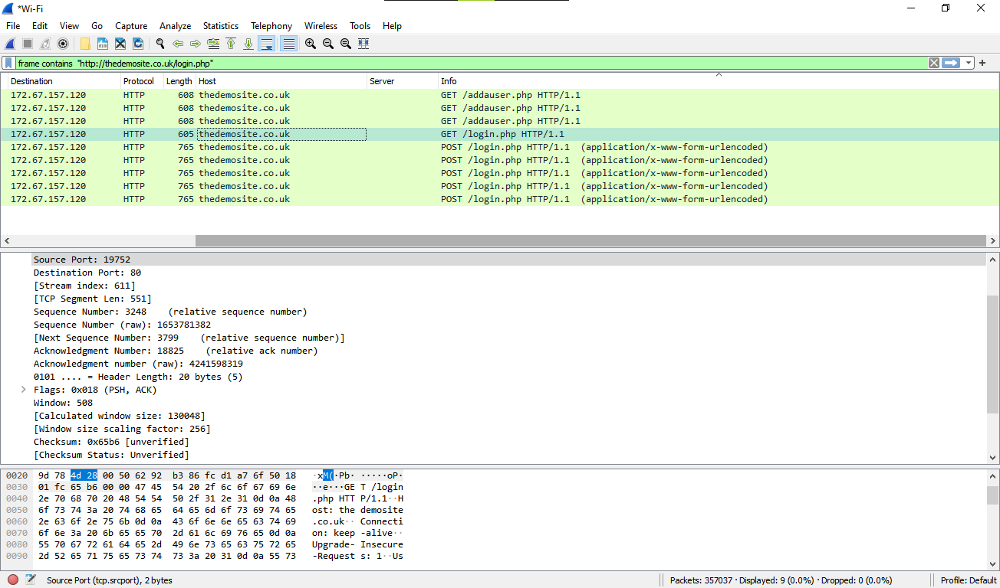 *Wi-Fi
File Edit View Go Capture Analyze Statistics Telephony Wireless Tools Help
frame contains "http://thedemosite.co.uk/login.php"
Destination Protocol Length Host Server Info
172.67.157.120 HTTP 608 thedemosite.co.uk GET /addauser.php HTTP/1.1
172.67.157.120 HTTP 608 thedemosite.co.uk GET /addauser.php HTTP/1.1
172.67.157.120 HTTP 608 thedemosite.co.uk GET /addauser.php HTTP/1.1
172.67.157.120 HTTP 605 thedemosite.co.uk GET /login.php HTTP/1.1
172.67.157.120 HTTP 765 thedemosite.co.uk POST /login.php HTTP/1.1 (application/x-www-form-urlencoded)
172.67.157.120 HTTP 765 thedemosite.co.uk POST /login.php HTTP/1.1 (application/x-www-form-urlencoded)
172.67.157.120 HTTP 765 thedemosite.co.uk POST /login.php HTTP/1.1 (application/x-www-form-urlencoded)
172.67.157.120 HTTP 765 thedemosite.co.uk POST /login.php HTTP/1.1 (application/x-www-form-urlencoded)
172.67.157.120 HTTP 765 thedemosite.co.uk POST /login.php HTTP/1.1 (application/x-www-form-urlencoded)
Source Port: 19752
Destination Port: 80
[Stream index: 611]
[TCP Segment Len: 551]
Sequence Number: 3248 (relative sequence number)
Sequence Number (raw): 1653781382
[Next Sequence Number: 3799 (relative sequence number)]
Acknowledgment Number: 18825 (relative ack number)
Acknowledgment number (raw): 4241598319
0101 .... = Header Length: 20 bytes (5)
Flags: 0x018 (PSH, ACK)
Window: 508
[Calculated window size: 130048]
[Window size scaling factor: 256]
Checksum: 0x65b6 [unverified]
[Checksum Status: Unverified]
0020 9d 78 4d 28 00 50 62 92 b3 86 fc d1 a7 6f 50 18 ·xM(·Pb· ·····oP·
0030 01 fc 65 b6 00 00 47 45 54 20 2f 6c 6f 67 69 6e ··e···GE T /login
0040 2e 70 68 70 20 48 54 54 50 2f 31 2e 31 0d 0a 48 .php HTT P/1.1··H
0050 6f 73 74 3a 20 74 68 65 64 65 6d 6f 73 69 74 65 ost: the demosite
0060 2e 63 6f 2e 75 6b 0d 0a 43 6f 6e 6e 65 63 74 69 .co.uk·· Connecti
0070 6f 6e 3a 20 6b 65 65 70 2d 61 6c 69 76 65 0d 0a on: keep -alive··
0080 55 70 67 72 61 64 65 2d 49 6e 73 65 63 75 72 65 Upgrade- Insecure
0090 2d 52 65 71 75 65 73 74 73 3a 20 31 0d 0a 55 73 -Request s: 1··Us
Source Port (tcp.srcport), 2 bytes Packets: 357037 · Displayed: 9 (0.0%) · Dropped: 0 (0.0%) Profile: Default